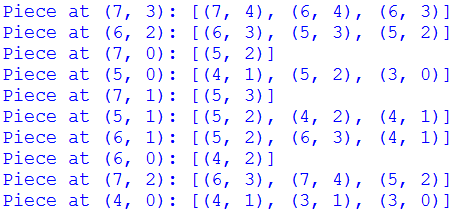 Piece at (7, 3): [(7, 4), (6, 4), (6, 3)]
Piece at (6, 2): [(6, 3), (5, 3), (5, 2)]
Piece at (7, 0): [(5, 2)]
Piece at (5, 0): [(4, 1), (5, 2), (3, 0)]
Piece at (7, 1): [(5, 3)]
Piece at (5, 1): [(5, 2), (4, 2), (4, 1)]
Piece at (6, 1): [(5, 2), (6, 3), (4, 1)]
Piece at (6, 0): [(4, 2)]
Piece at (7, 2): [(6, 3), (7, 4), (5, 2)]
Piece at (4, 0): [(4, 1), (3, 1), (3, 0)]